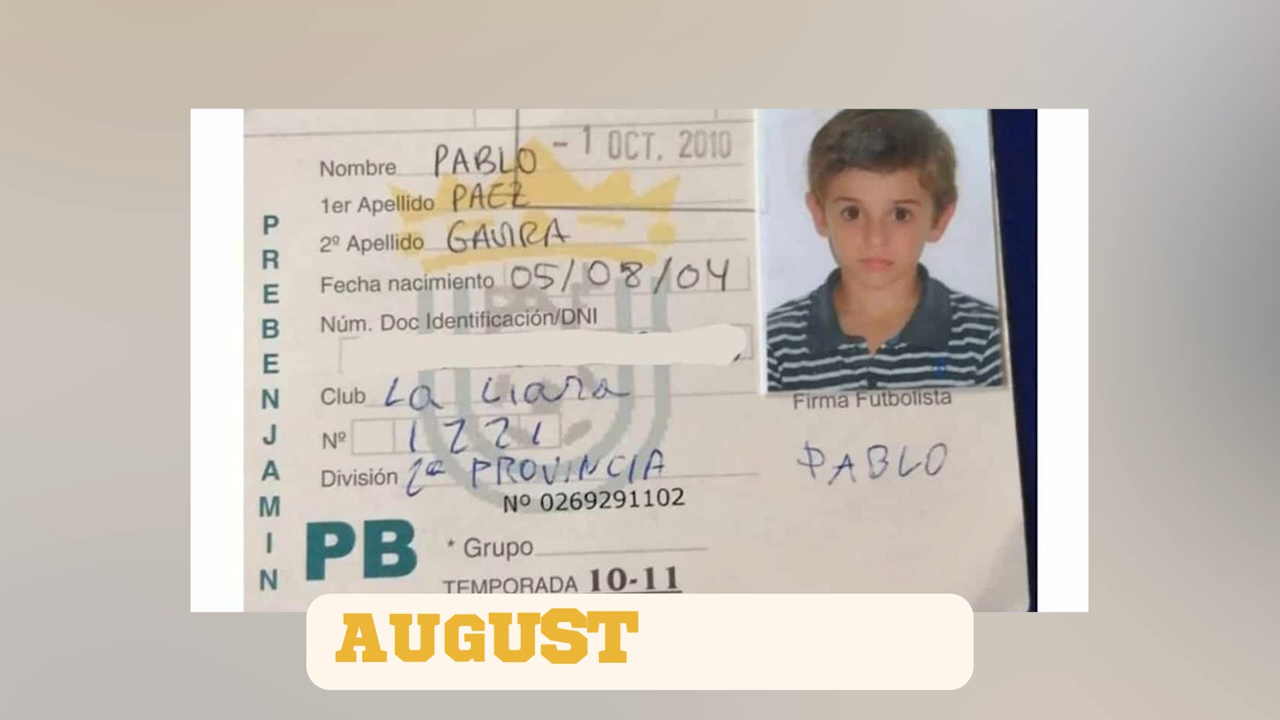 - 1 OCT. 2010
Nombre PABLO
1er Apellido PAEZ
2º Apellido GAVIRA
Fecha nacimiento 05/08/04
Núm. Doc Identificación/DNI
Club La Liara
Nº 1221
División 2ª PROVINCIA
Nº 0269291102
PREBENJAMIN
PB
* Grupo
TEMPORADA 10-11
Firma Futbolista
PABLO
AUGUST